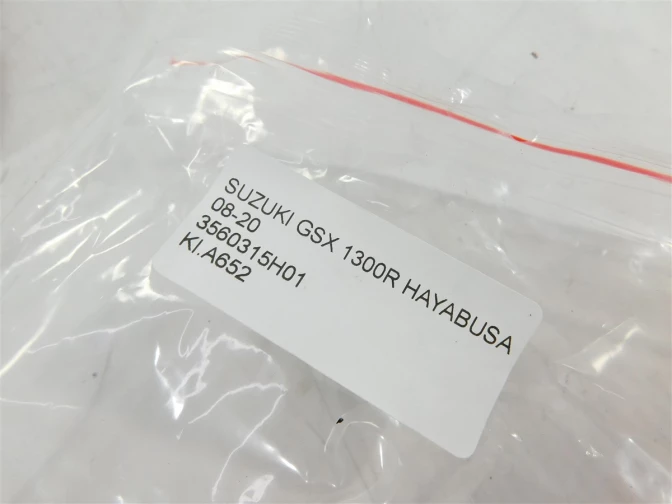 SUZUKI GSX 1300R HAYABUSA
08-20
3560315H01
KI.A652